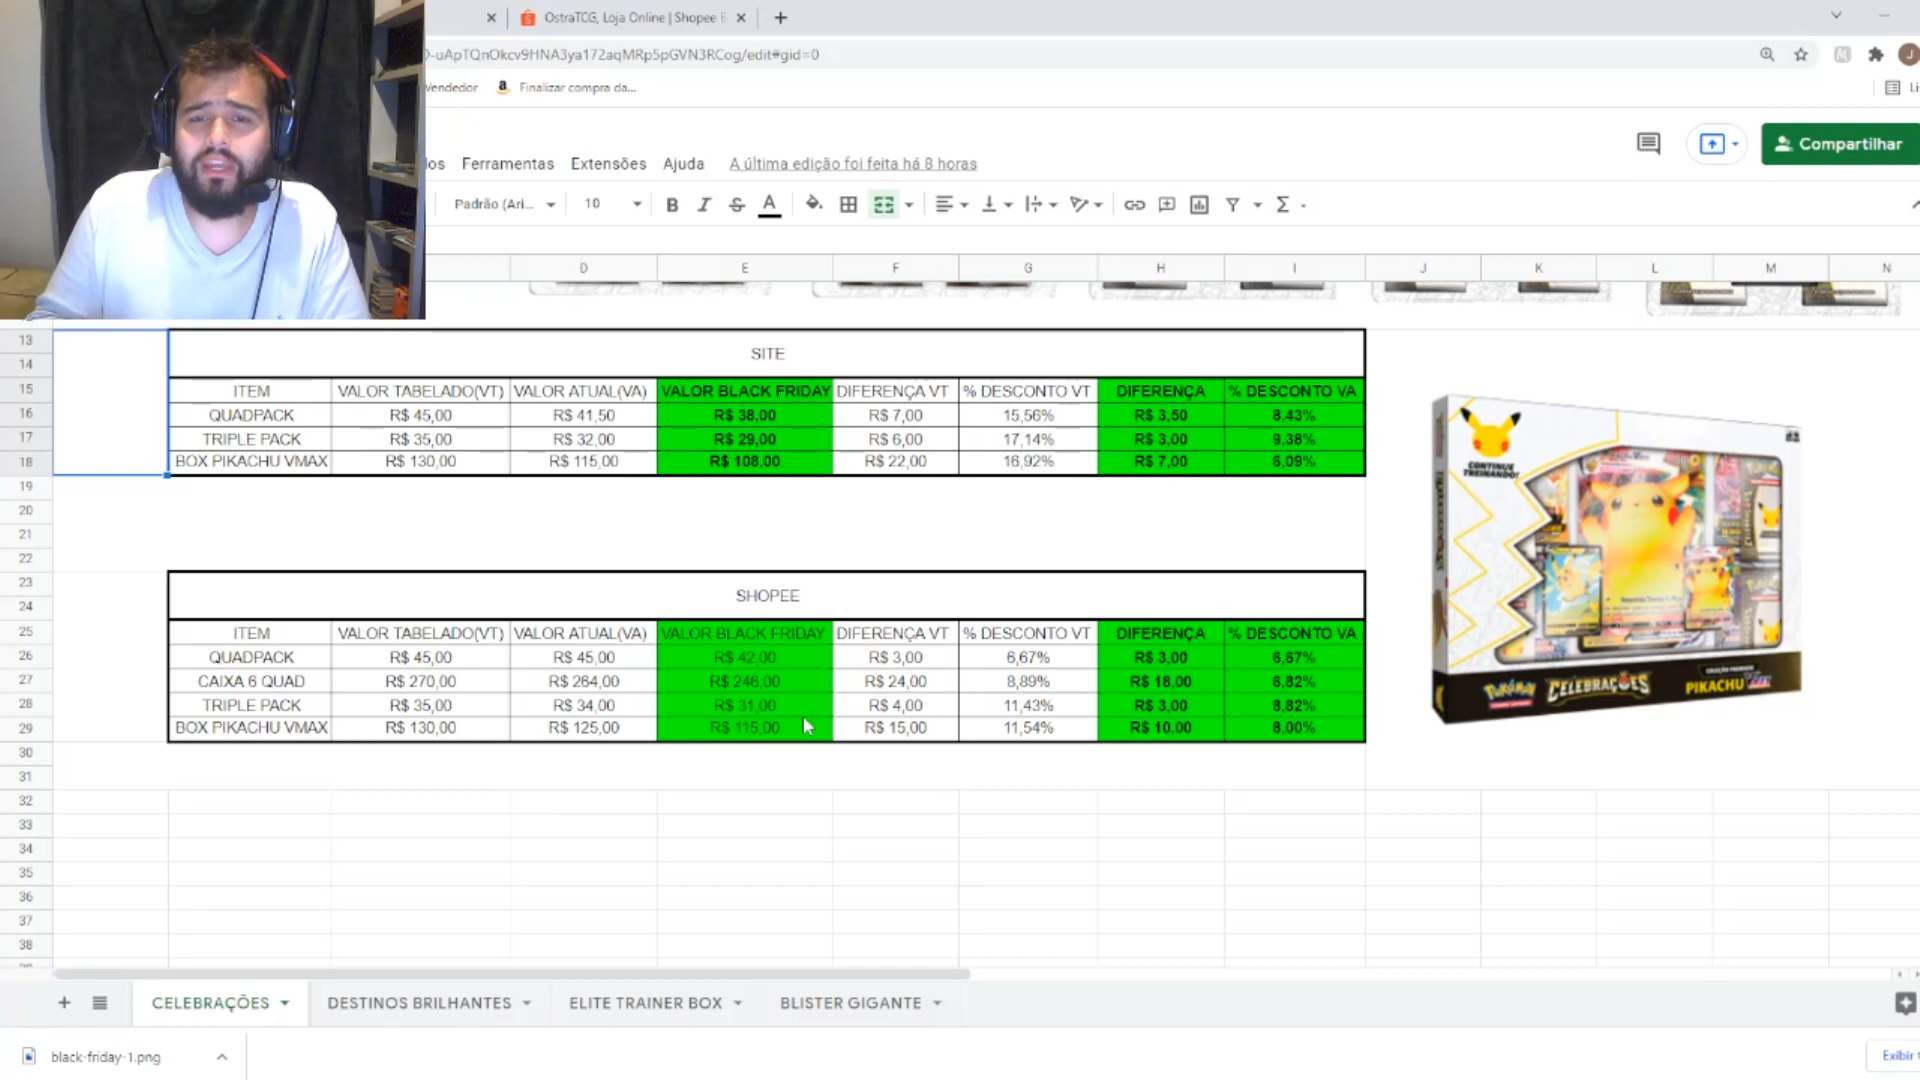 OstraTCG, Loja Online | Shopee B
D-uApTQnOkcv9HNA3ya172aqMRp5pGVN3RCog/edit#gid=0
Vendedor
Finalizar compra da...
Ferramentas Extensões Ajuda A última edição foi feita há 8 horas
Compartilhar
Padrão (Ari... 10
D E F G H I J K L M N
13
SITE
14
15 ITEM VALOR TABELADO(VT) VALOR ATUAL(VA) VALOR BLACK FRIDAY DIFERENÇA VT % DESCONTO VT DIFERENÇA % DESCONTO VA
16 QUADPACK R$ 45,00 R$ 41,50 R$ 38,00 R$ 7,00 15,56% R$ 3,50 8,43%
17 TRIPLE PACK R$ 35,00 R$ 32,00 R$ 29,00 R$ 6,00 17,14% R$ 3,00 9,38%
18 BOX PIKACHU VMAX R$ 130,00 R$ 115,00 R$ 108,00 R$ 22,00 16,92% R$ 7,00 6,09%
19
20
21
22
23
SHOPEE
24
25 ITEM VALOR TABELADO(VT) VALOR ATUAL(VA) VALOR BLACK FRIDAY DIFERENÇA VT % DESCONTO VT DIFERENÇA % DESCONTO VA
26 QUADPACK R$ 45,00 R$ 45,00 R$ 42,00 R$ 3,00 6,67% R$ 3,00 6,67%
27 CAIXA 6 QUAD R$ 270,00 R$ 264,00 R$ 246,00 R$ 24,00 8,89% R$ 18,00 6,82%
28 TRIPLE PACK R$ 35,00 R$ 34,00 R$ 31,00 R$ 4,00 11,43% R$ 3,00 8,82%
29 BOX PIKACHU VMAX R$ 130,00 R$ 125,00 R$ 115,00 R$ 15,00 11,54% R$ 10,00 8,00%
30
31
32
33
34
35
36
37
38
CONTINUE
TREINANDO!
Pokémon CELEBRAÇÕES PIKACHU
CELEBRAÇÕES DESTINOS BRILHANTES ELITE TRAINER BOX BLISTER GIGANTE
black-friday-1.png
Exibir